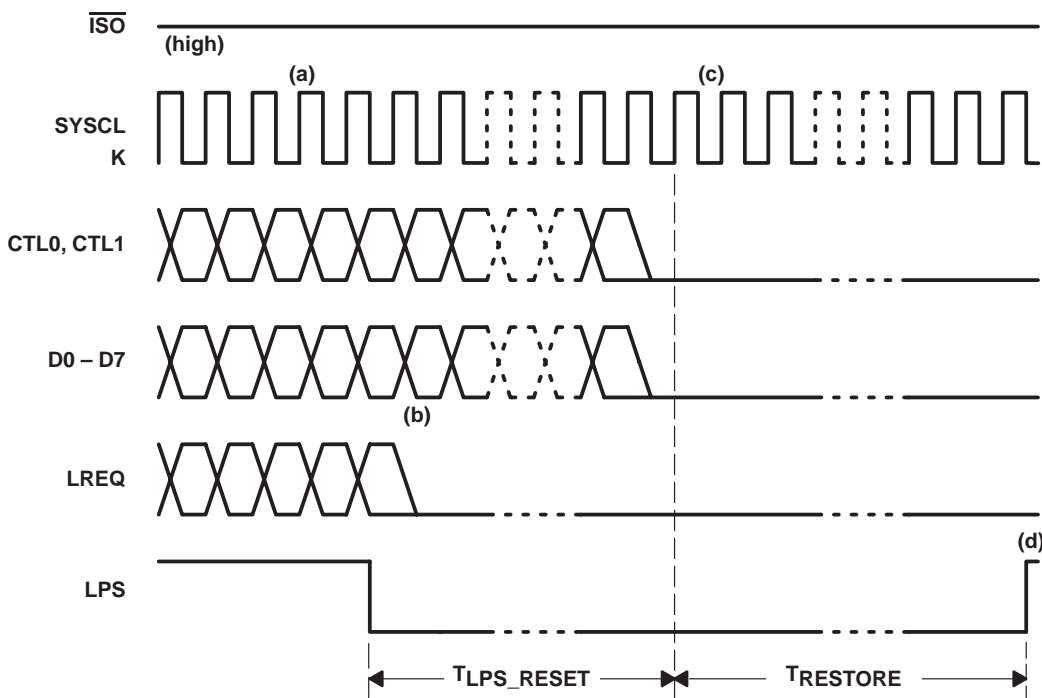 ISO
(high)
(a)
(c)
SYSCL
K
CTL0, CTL1
D0 – D7
(b)
LREQ
(d)
LPS
TLPS_RESET
TRESTORE